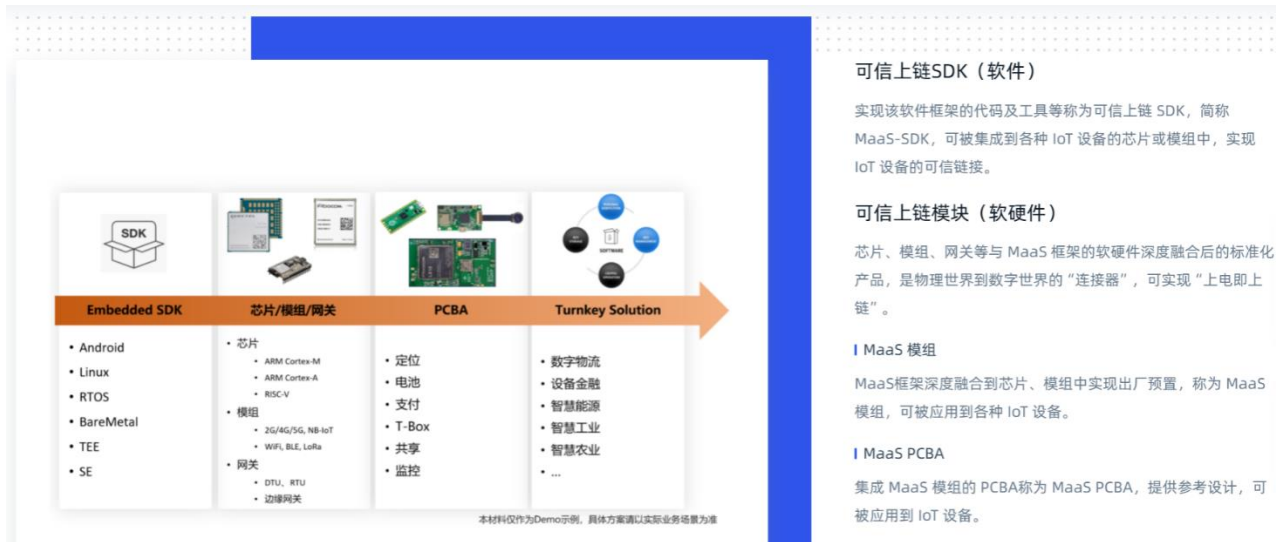 SDK
FIBOCOM
SOFTWARE
Embedded SDK
• Android
• Linux
• RTOS
• BareMetal
• TEE
• SE
芯片/模组/网关
• 芯片
• ARM Cortex-M
• ARM Cortex-A
• RISC-V
• 模组
• 2G/4G/5G, NB-IoT
• WiFi, BLE, LoRa
• 网关
• DTU、RTU
• 边缘网关
PCBA
• 定位
• 电池
• 支付
• T-Box
• 共享
• 监控
Turnkey Solution
• 数字物流
• 设备金融
• 智慧能源
• 智慧工业
• 智慧农业
• ...
本材料仅作为Demo示例，具体方案请以实际业务场景为准
可信上链SDK（软件）
实现该软件框架的代码及工具等称为可信上链 SDK，简称
MaaS-SDK，可被集成到各种 IoT 设备的芯片或模组中，实现
IoT 设备的可信链接。
可信上链模块（软硬件）
芯片、模组、网关等与 MaaS 框架的软硬件深度融合后的标准化
产品，是物理世界到数字世界的“连接器”，可实现“上电即上
链”。
MaaS 模组
MaaS框架深度融合到芯片、模组中实现出厂预置，称为 MaaS
模组，可被应用到各种 IoT 设备。
MaaS PCBA
集成 MaaS 模组的 PCBA称为 MaaS PCBA，提供参考设计，可
被应用到 IoT 设备。